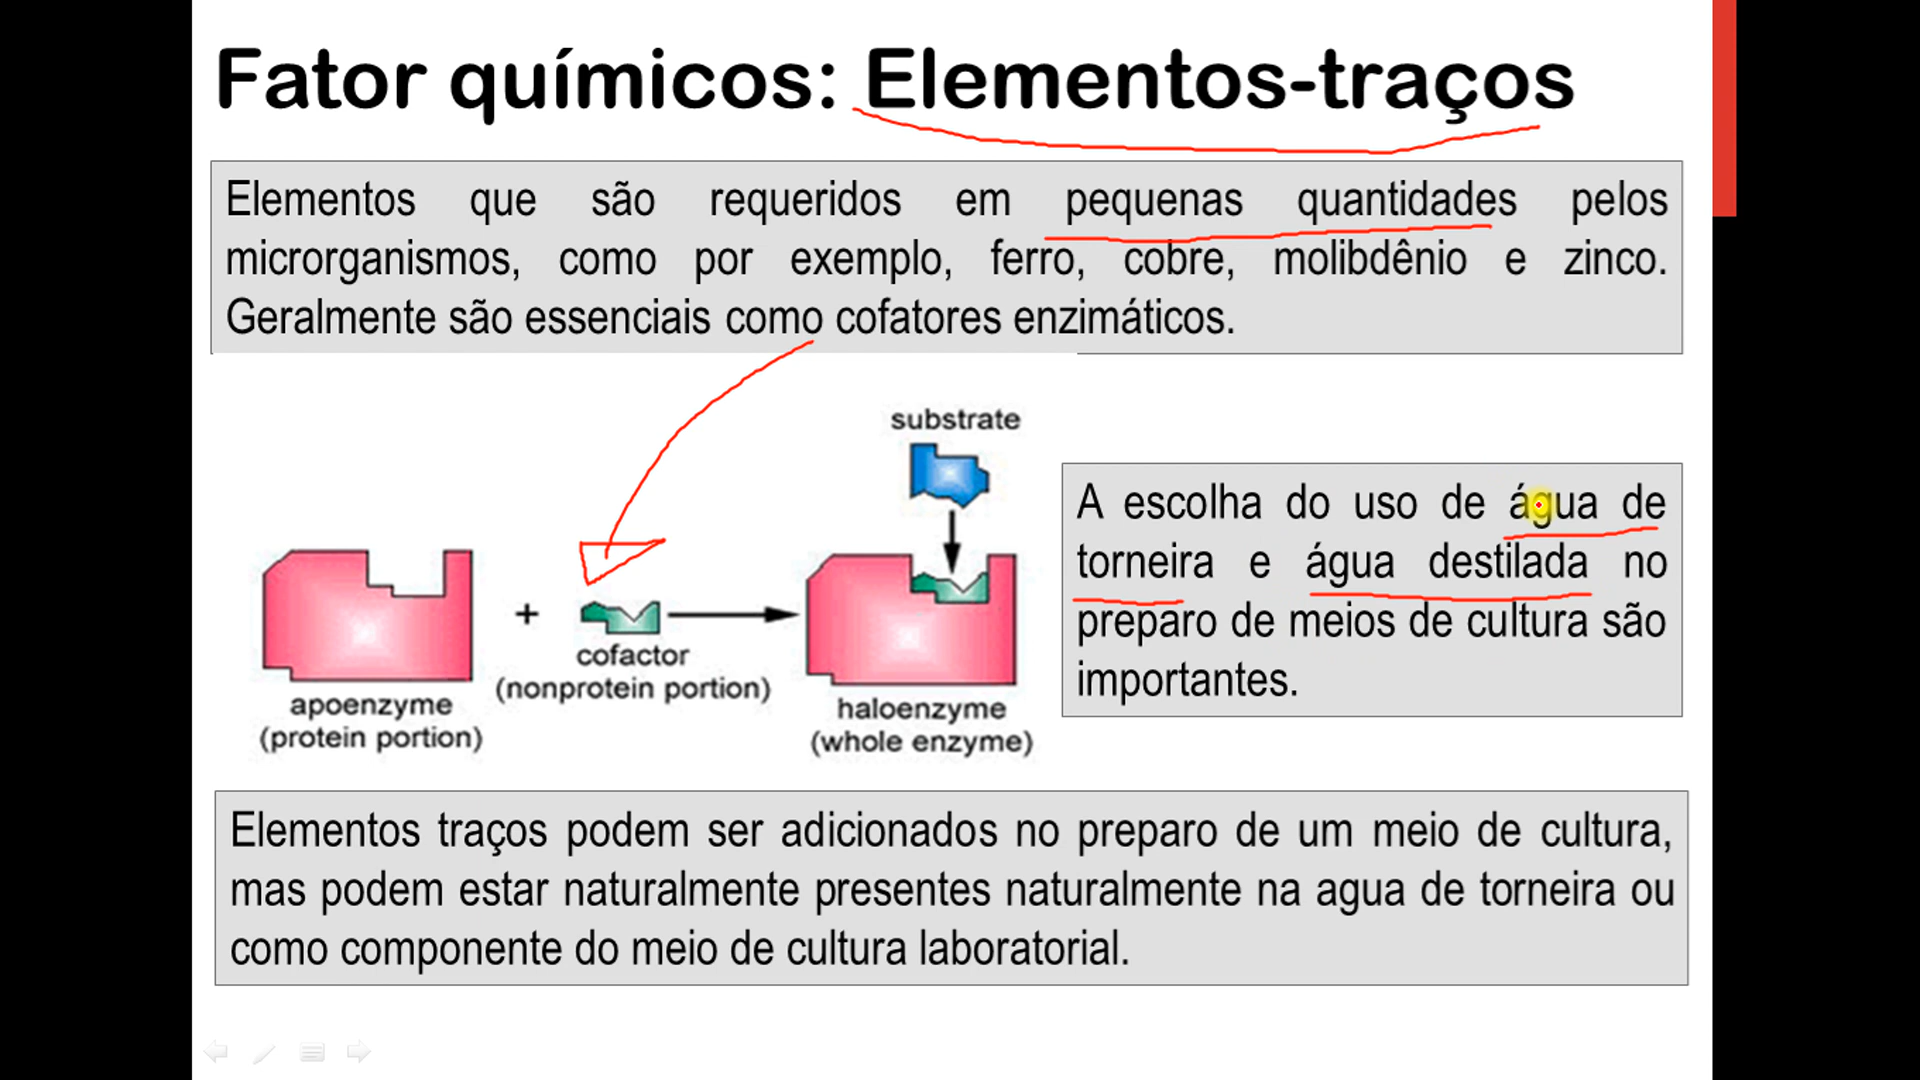 Fator químicos: Elementos-traços
Elementos que são requeridos em pequenas quantidades pelos
microrganismos, como por exemplo, ferro, cobre, molibdênio e zinco.
Geralmente são essenciais como cofatores enzimáticos.
substrate
+
cofactor
(nonprotein portion)
apoenzyme
(protein portion)
haloenzyme
(whole enzyme)
A escolha do uso de água de
torneira e água destilada no
preparo de meios de cultura são
importantes.
Elementos traços podem ser adicionados no preparo de um meio de cultura,
mas podem estar naturalmente presentes naturalmente na agua de torneira ou
como componente do meio de cultura laboratorial.